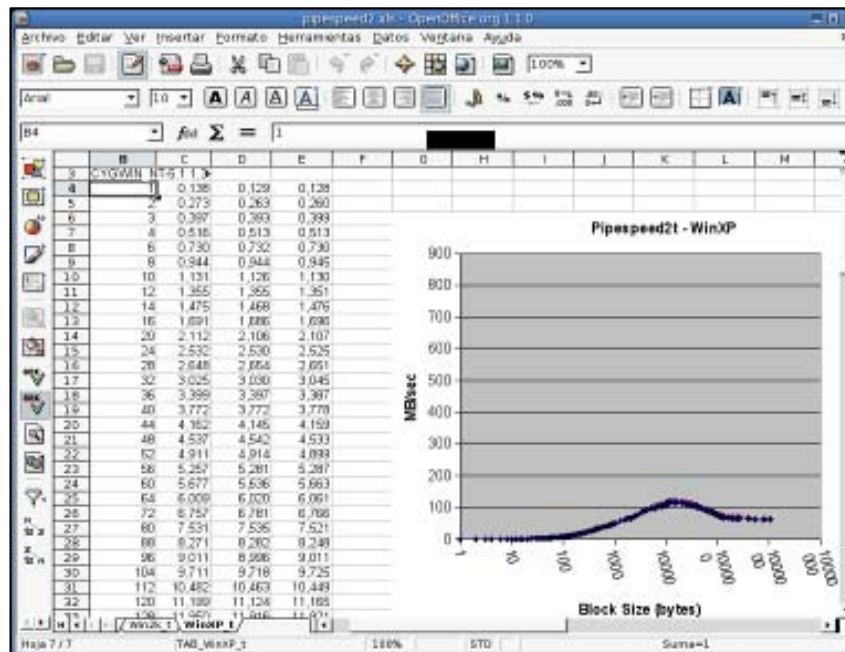 pipespeed2.xls - OpenOffice.org 1.1.0
Archivo Editar Ver Insertar Formato Herramientas Datos Ventana Ayuda
100%
Arial 10
B4 = 1
B C D E F G H I J K L M
3 CYGWIN_NT-5.1 1.3
4 1 0,138 0,129 0,128
5 2 0,273 0,263 0,260
6 3 0,397 0,393 0,399
7 4 0,516 0,513 0,513
8 6 0,730 0,732 0,730
9 8 0,944 0,944 0,945
10 10 1,131 1,126 1,130
11 12 1,355 1,355 1,351
12 14 1,475 1,468 1,476
13 16 1,691 1,686 1,696
14 20 2,112 2,106 2,107
15 24 2,532 2,530 2,525
16 28 2,648 2,654 2,651
17 32 3,025 3,030 3,045
18 36 3,399 3,397 3,387
19 40 3,772 3,772 3,778
20 44 4,162 4,145 4,159
21 48 4,537 4,542 4,533
22 52 4,911 4,914 4,899
23 56 5,257 5,281 5,287
24 60 5,677 5,636 5,663
25 64 6,009 6,020 6,061
26 72 6,757 6,781 6,766
27 80 7,531 7,535 7,521
28 88 8,271 8,282 8,248
29 96 9,011 8,996 9,011
30 104 9,711 9,718 9,725
31 112 10,482 10,463 10,449
32 120 11,199 11,124 11,165
Pipespeed2t - WinXP
900
800
700
600
500
400
300
200
100
0
MB/sec
1 10 100 1000 10000 100000 1000000 10000000
Block Size (bytes)
Win2k_t WinXP_t
Hoja 7 / 7 TAB_WinXP_t 100% STD Suma=1